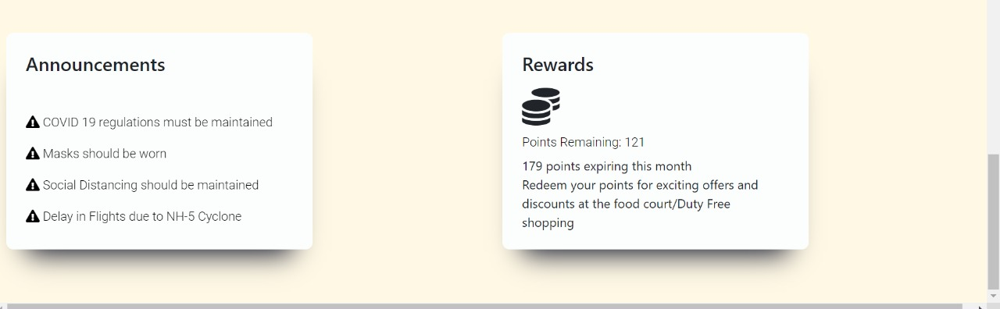 Announcements
COVID 19 regulations must be maintained
Masks should be worn
Social Distancing should be maintained
Delay in Flights due to NH-5 Cyclone
Rewards
Points Remaining: 121
179 points expiring this month
Redeem your points for exciting offers and
discounts at the food court/Duty Free
shopping